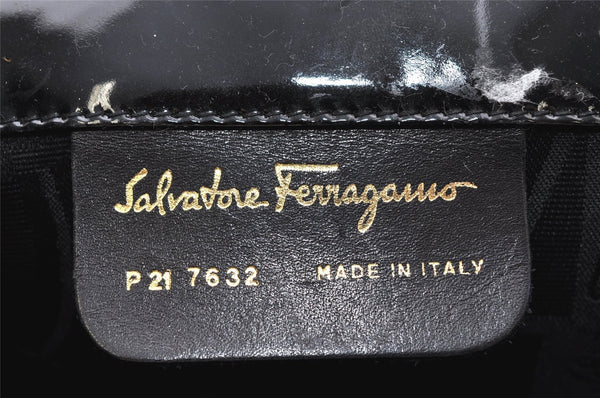 Salvatore Ferragamo
P 21 7632 MADE IN ITALY